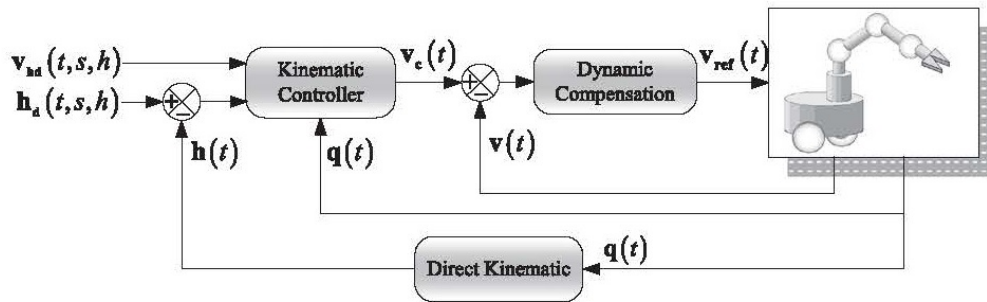 v_hd(t,s,h)
h_d(t,s,h)
+
−
h(t)
Kinematic
Controller
q(t)
v_c(t)
+
−
v(t)
Dynamic
Compensation
v_ref(t)
Direct Kinematic
q(t)